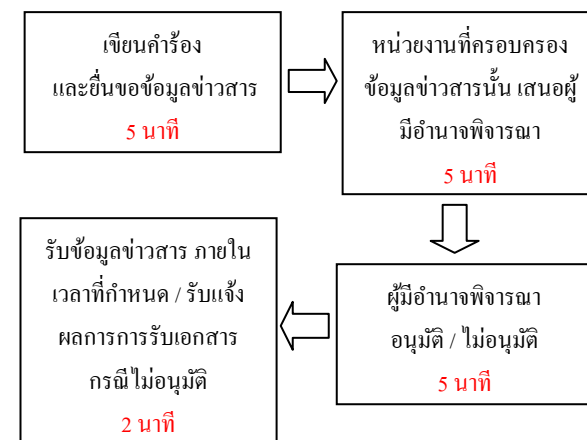 เขียนคำร้อง
และยื่นขอข้อมูลข่าวสาร
5 นาที
หน่วยงานที่ครอบครอง
ข้อมูลข่าวสารนั้น เสนอผู้
มีอำนาจพิจารณา
5 นาที
ผู้มีอำนาจพิจารณา
อนุมัติ / ไม่อนุมัติ
5 นาที
รับข้อมูลข่าวสาร ภายใน
เวลาที่กำหนด / รับแจ้ง
ผลการการรับเอกสาร
กรณีไม่อนุมัติ
2 นาที